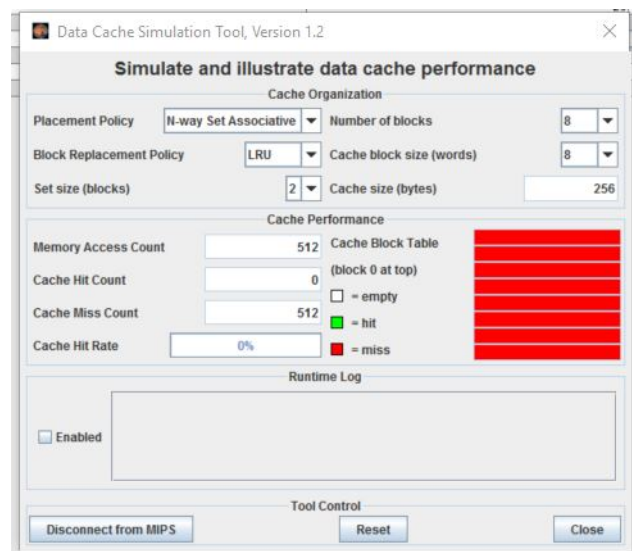 Data Cache Simulation Tool, Version 1.2
Simulate and illustrate data cache performance
Cache Organization
Placement Policy N-way Set Associative Number of blocks 8
Block Replacement Policy LRU Cache block size (words) 8
Set size (blocks) 2 Cache size (bytes) 256
Cache Performance
Memory Access Count 512 Cache Block Table
(block 0 at top)
Cache Hit Count 0
= empty
Cache Miss Count 512
= hit
Cache Hit Rate 0%
= miss
Runtime Log
Enabled
Tool Control
Disconnect from MIPS Reset Close